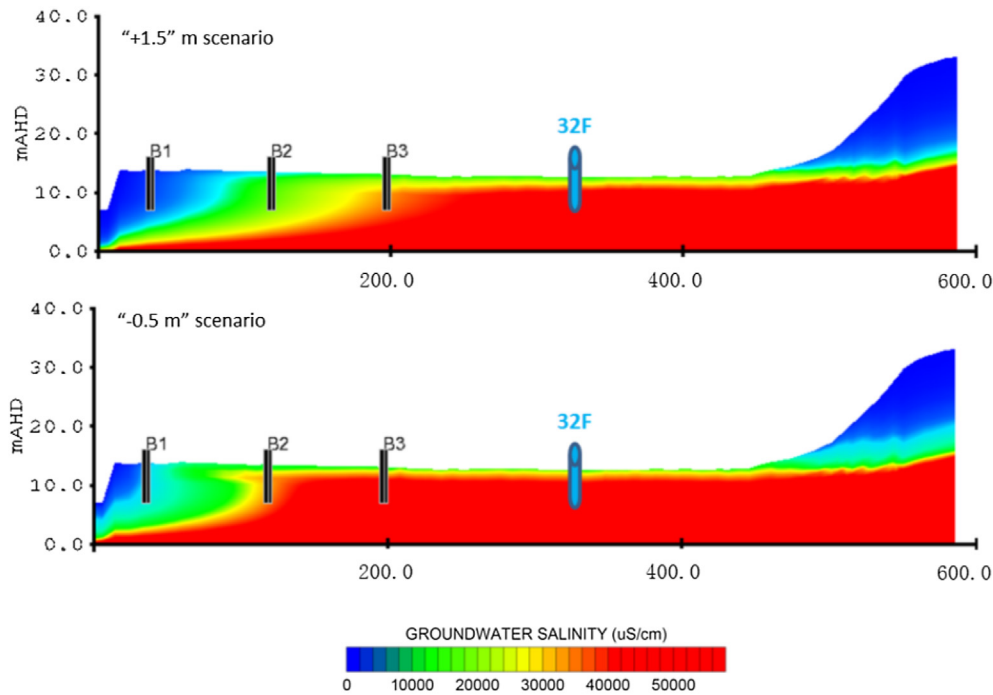 40.0
“+1.5” m scenario
30.0
mAHD
20.0
32F
B1 B2 B3
10.0
0.0
200.0 400.0 600.0
40.0
“-0.5 m” scenario
30.0
mAHD
20.0
32F
B1 B2 B3
10.0
0.0
200.0 400.0 600.0
GROUNDWATER SALINITY (uS/cm)
0 10000 20000 30000 40000 50000